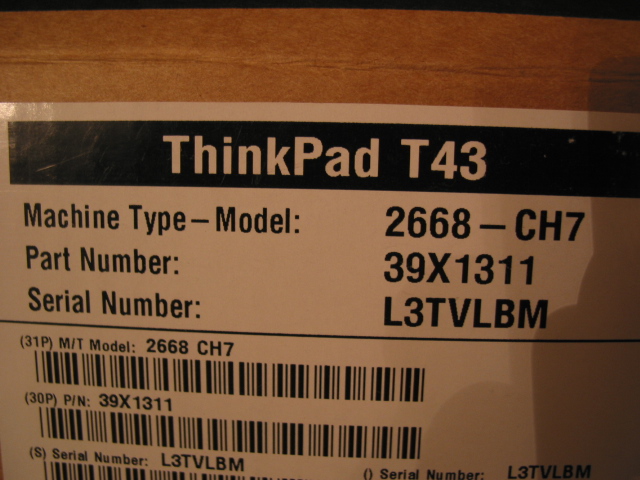 ThinkPad T43
Machine Type-Model: 2668-CH7
Part Number: 39X1311
Serial Number: L3TVLBM
(31P) M/T Model: 2668 CH7
(30P) P/N: 39X1311
(S) Serial Number: L3TVLBM
() Serial Number: L3TVLBM